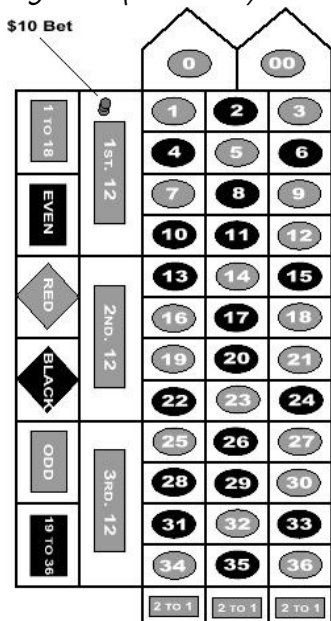 $10 Bet
0 00
1 TO 18
1ST. 12
1 2 3
4 5 6
EVEN
7 8 9
10 11 12
RED
2ND. 12
13 14 15
16 17 18
BLACK
19 20 21
22 23 24
ODD
3RD. 12
25 26 27
28 29 30
19 TO 36
31 32 33
34 35 36
2 TO 1 2 TO 1 2 TO 1